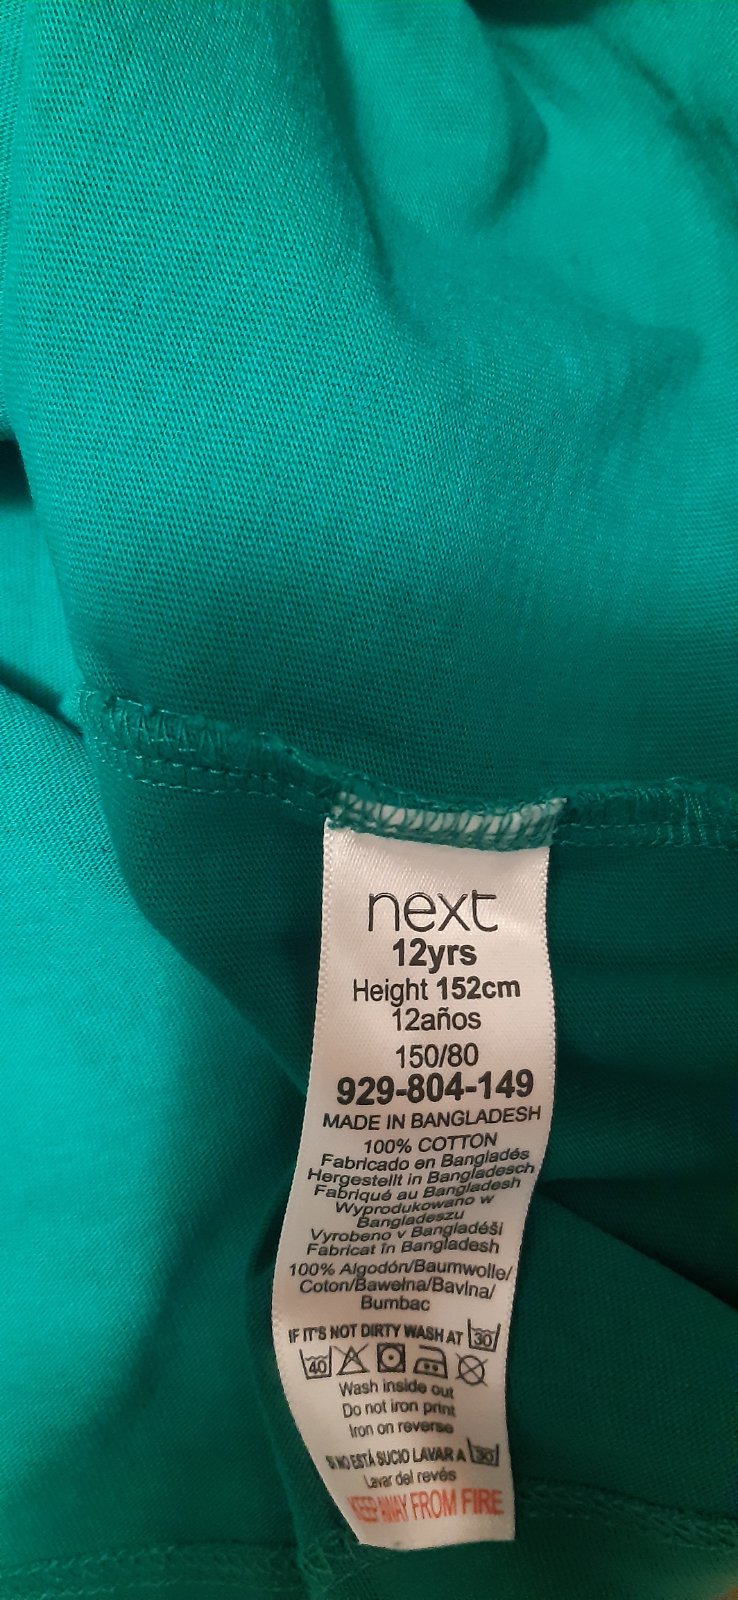 next
12yrs
Height 152cm
12años
150/80
929-804-149
MADE IN BANGLADESH
100% COTTON
Fabricado en Bangladés
Hergestellt in Bangladesch
Fabriqué au Bangladesh
Wyprodukowano w
Bangladeszu
Vyrobeno v Bangladéši
Fabricat în Bangladesh
100% Algodón/Baumwolle/
Coton/Bawełna/Bavlna/
Bumbac
IF IT'S NOT DIRTY WASH AT 30
40
Wash inside out
Do not iron print
Iron on reverse
SI NO ESTÁ SUCIO LAVAR A 30
Lavar del revés
KEEP AWAY FROM FIRE